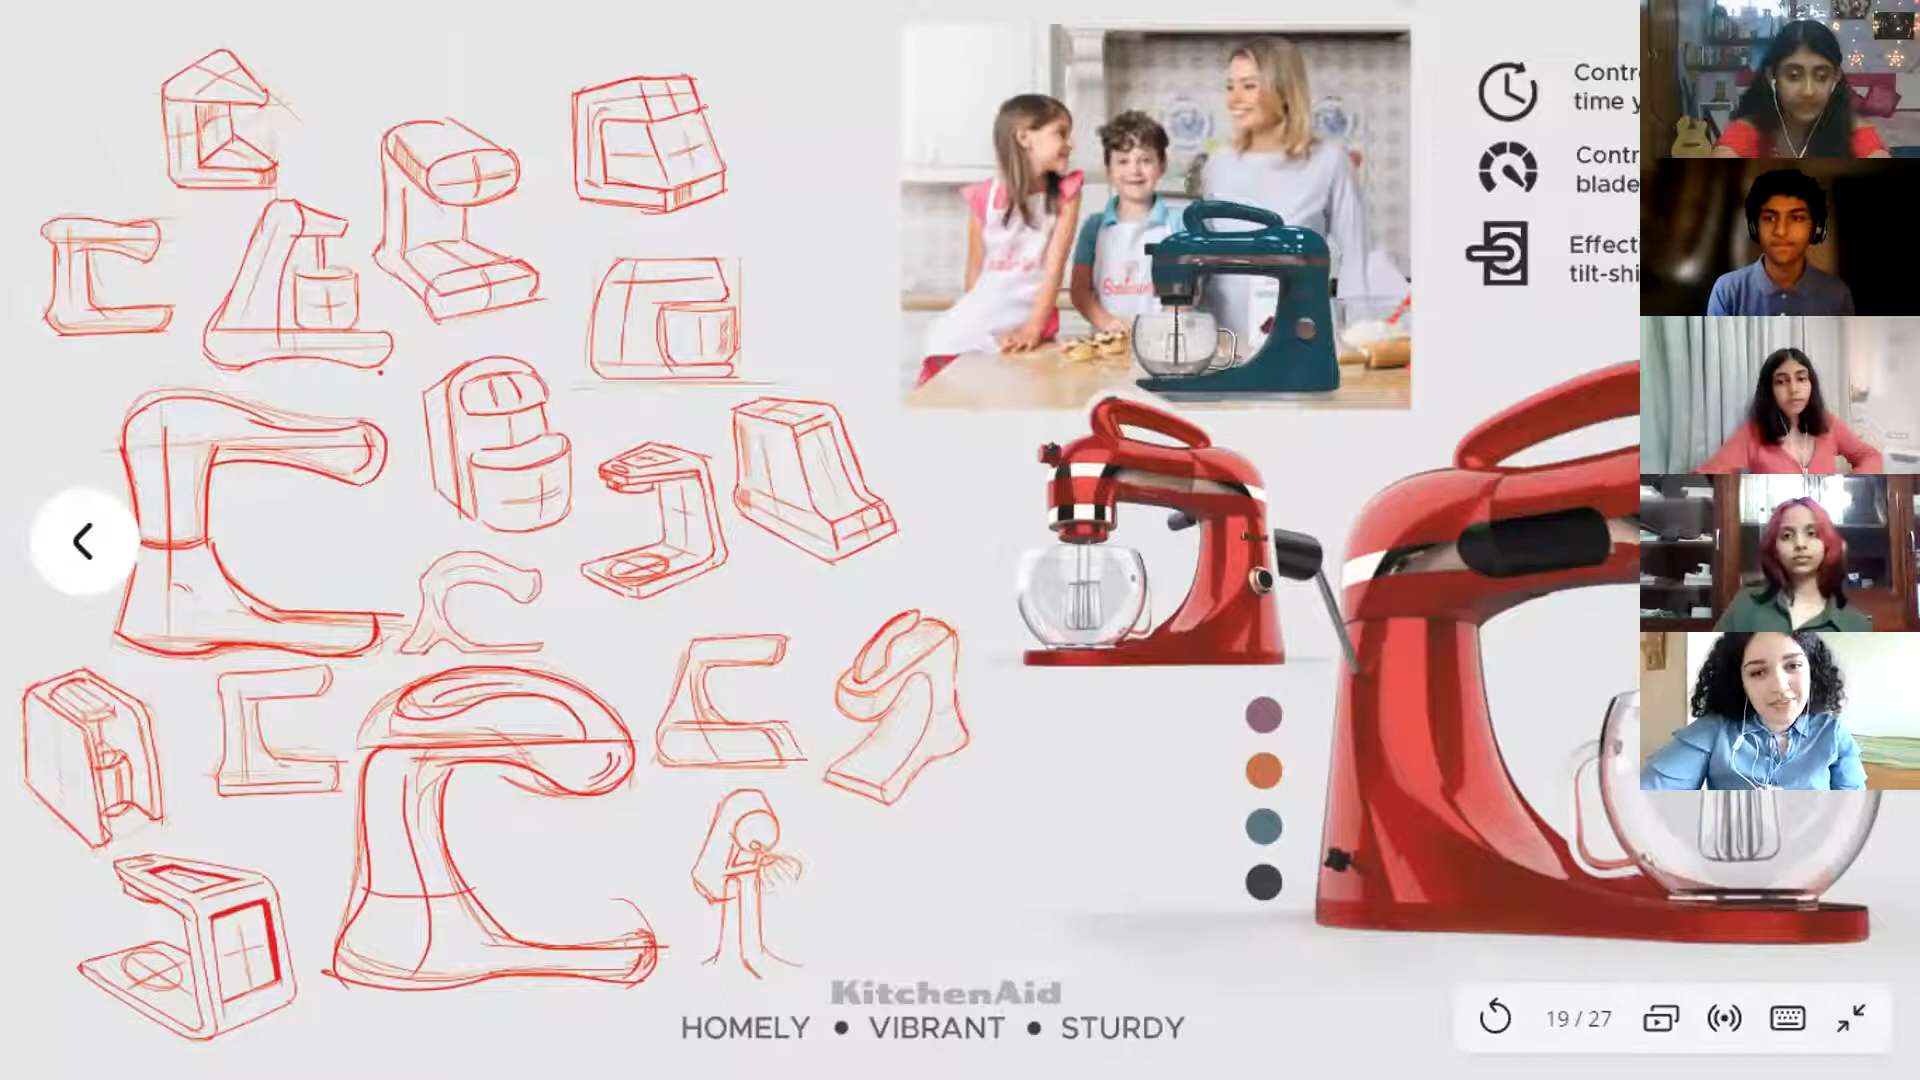 Contr
time y
Contr
blade
Effect
tilt-shi
KitchenAid
HOMELY • VIBRANT • STURDY
19 / 27